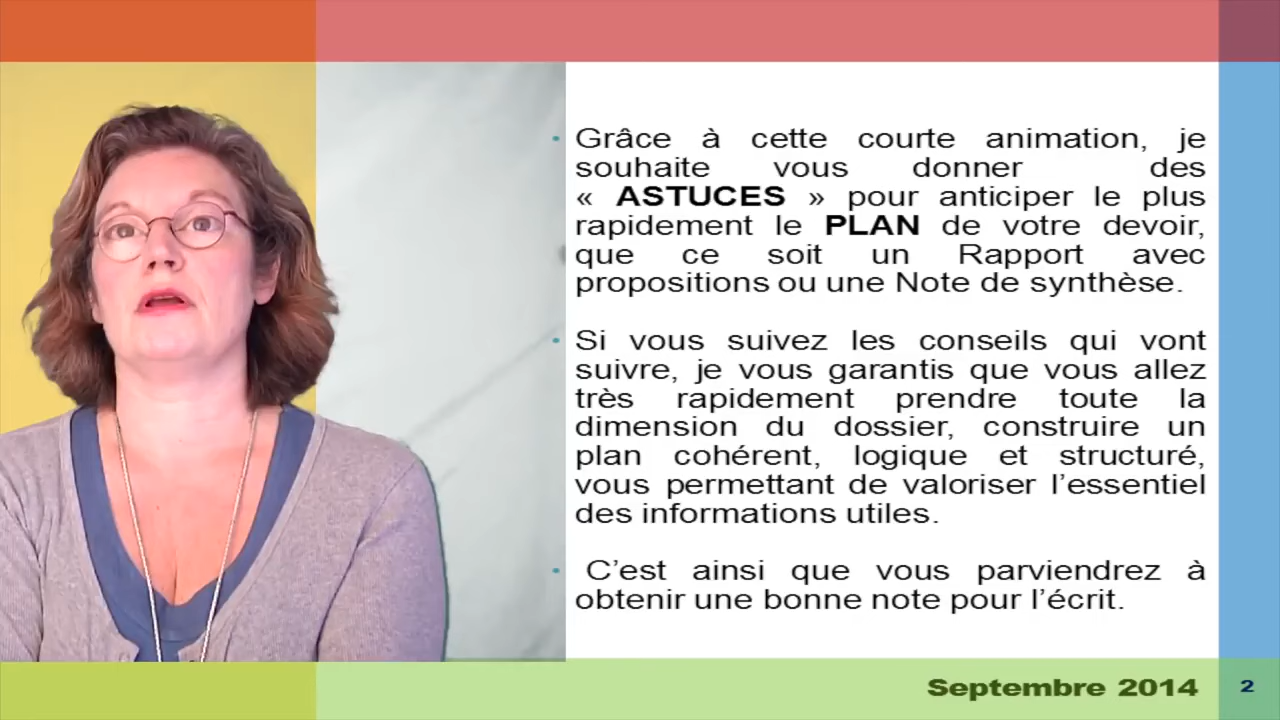 • Grâce à cette courte animation, je
souhaite vous donner des
« ASTUCES » pour anticiper le plus
rapidement le PLAN de votre devoir,
que ce soit un Rapport avec
propositions ou une Note de synthèse.
• Si vous suivez les conseils qui vont
suivre, je vous garantis que vous allez
très rapidement prendre toute la
dimension du dossier, construire un
plan cohérent, logique et structuré,
vous permettant de valoriser l’essentiel
des informations utiles.
• C’est ainsi que vous parviendrez à
obtenir une bonne note pour l’écrit.
Septembre 2014 2